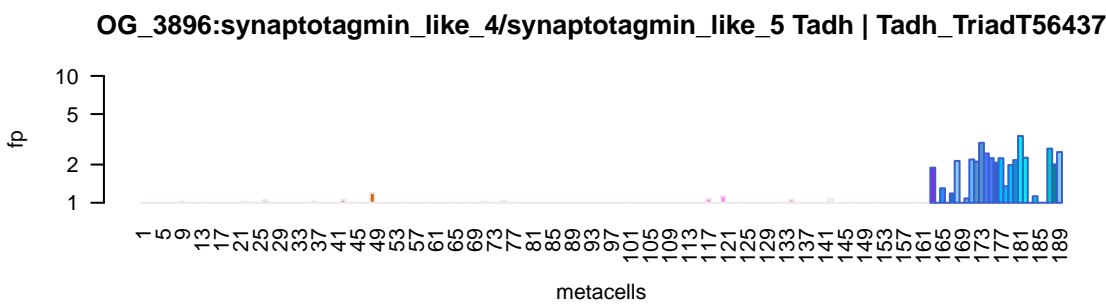 OG_3896:synaptotagmin_like_4/synaptotagmin_like_5 Tadh | Tadh_TriadT56437
10
5
2
1
fp
1 5 9 13 17 21 25 29 33 37 41 45 49 53 57 61 65 69 73 77 81 85 89 93 97 101 105 109 113 117 121 125 129 133 137 141 145 149 153 157 161 165 169 173 177 181 185 189
metacells